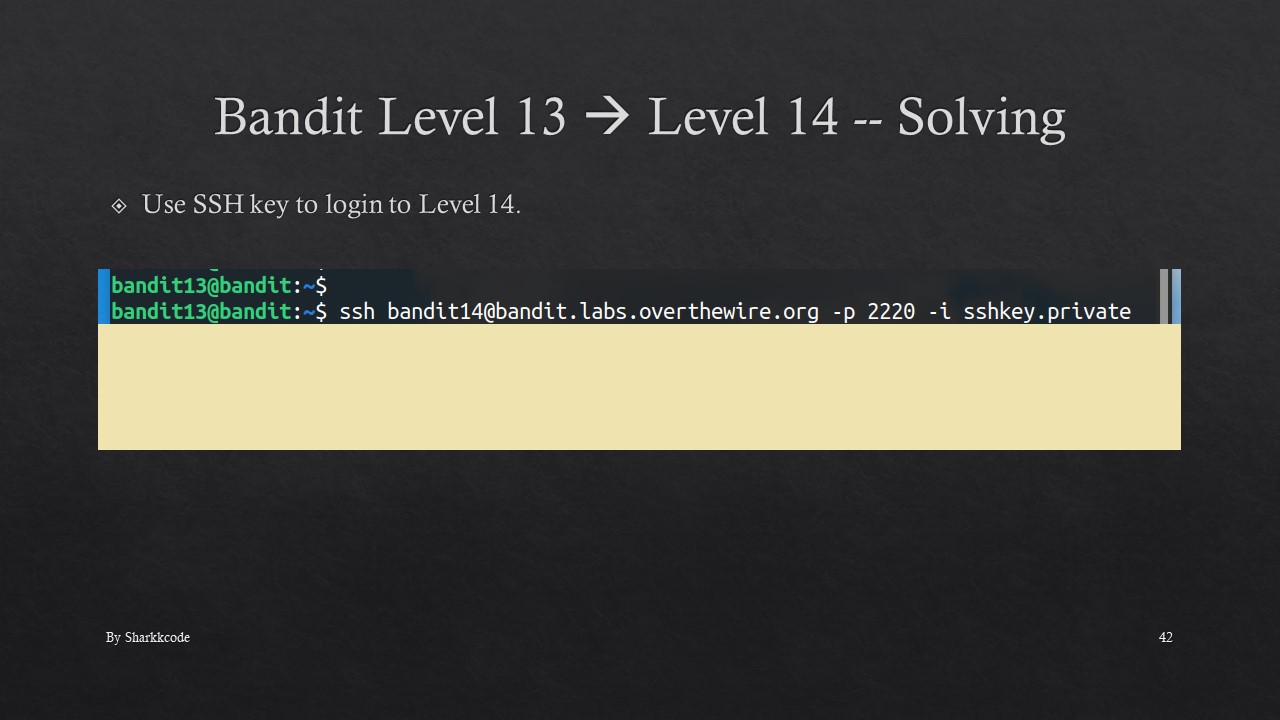 Bandit Level 13 → Level 14 -- Solving
Use SSH key to login to Level 14.
bandit13@bandit:~$
bandit13@bandit:~$ ssh bandit14@bandit.labs.overthewire.org -p 2220 -i sshkey.private
By Sharkkcode
42